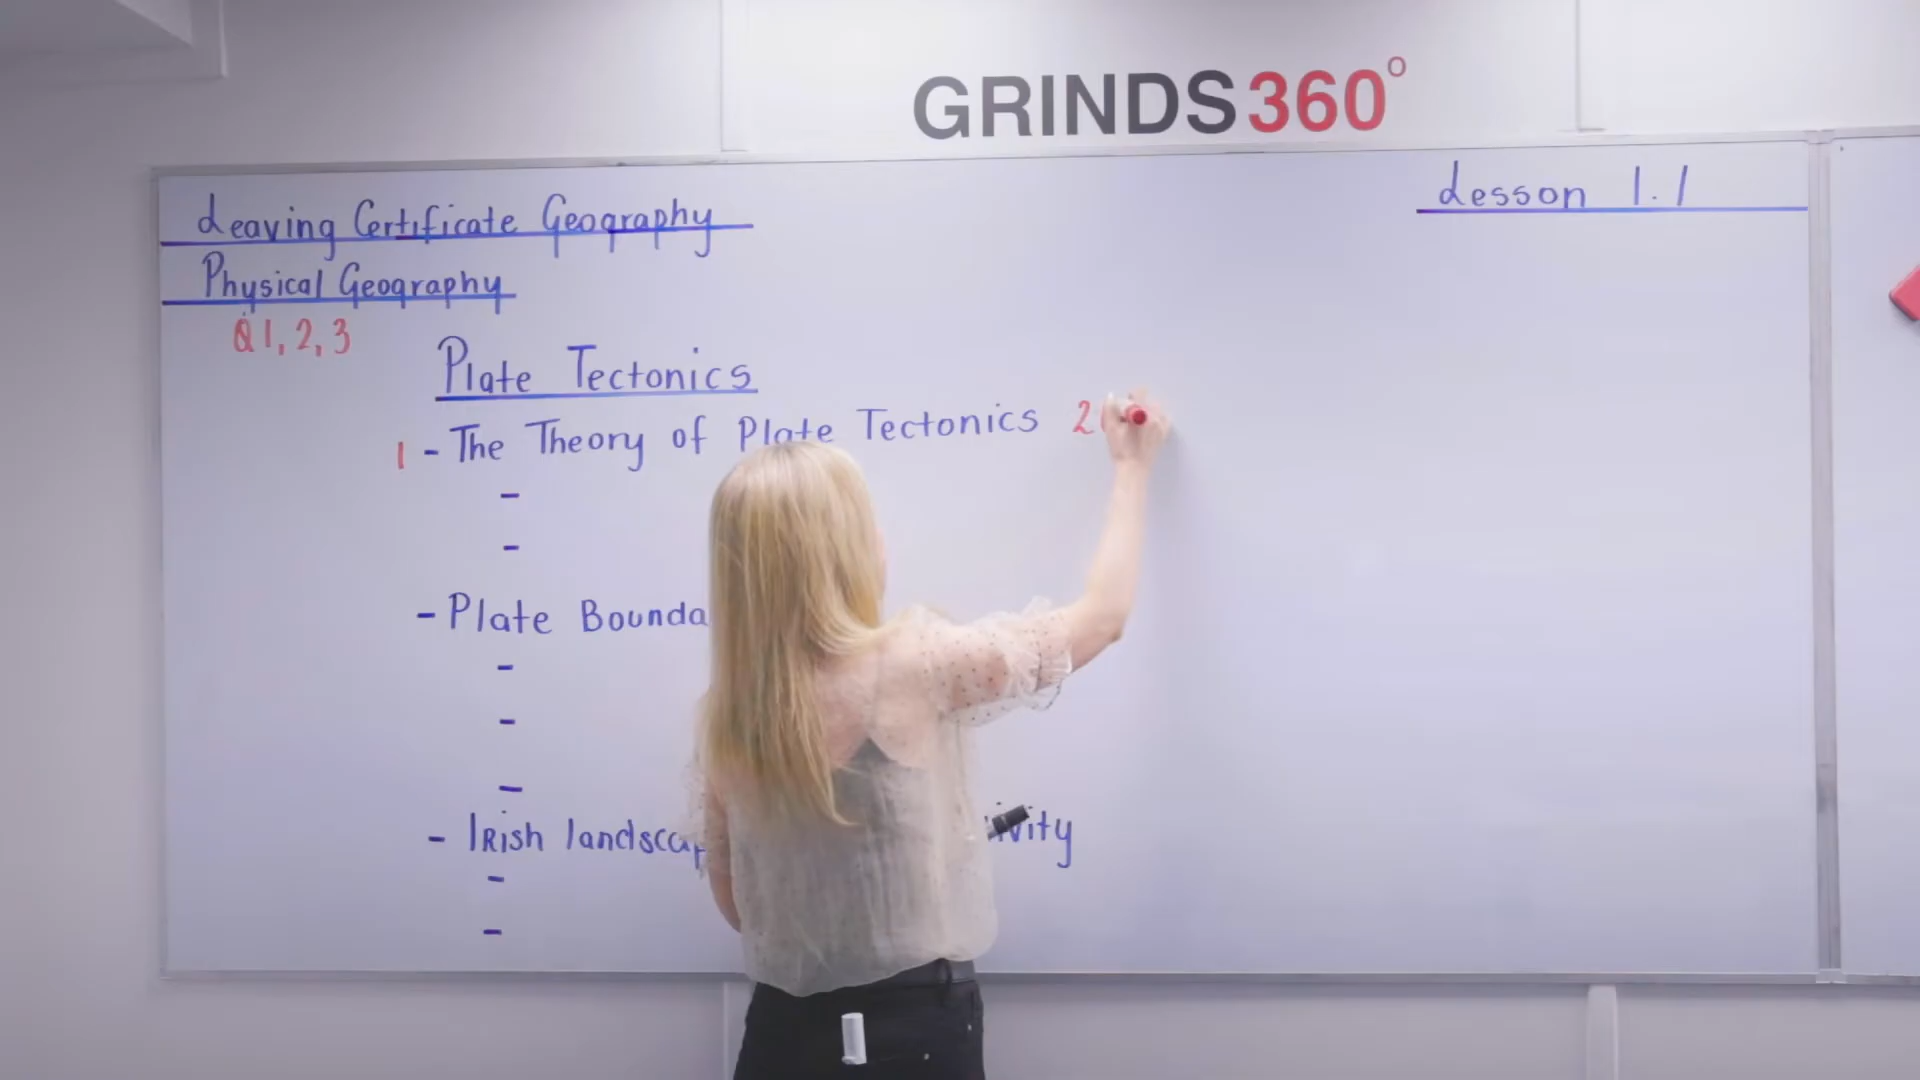 GRINDS360°
Leaving Certificate Geography
Lesson 1.1
Physical Geography
Q1, 2, 3
Plate Tectonics
1 - The Theory of Plate Tectonics 2
-
-
- Plate
-
-
-
- Irish
-
-